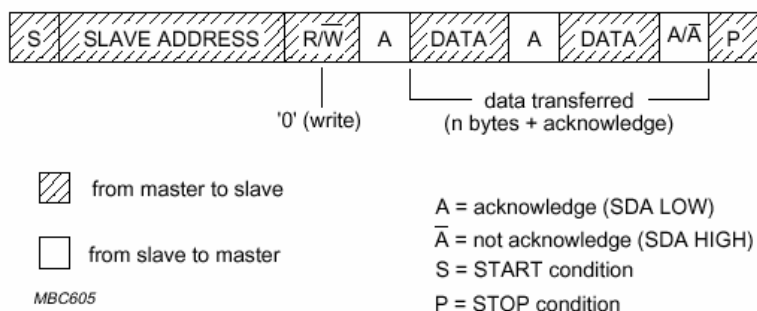 S SLAVE ADDRESS R/W̅ A DATA A DATA A/A̅ P
'0' (write)
data transferred
(n bytes + acknowledge)
from master to slave
from slave to master
MBC605
A = acknowledge (SDA LOW)
A̅ = not acknowledge (SDA HIGH)
S = START condition
P = STOP condition